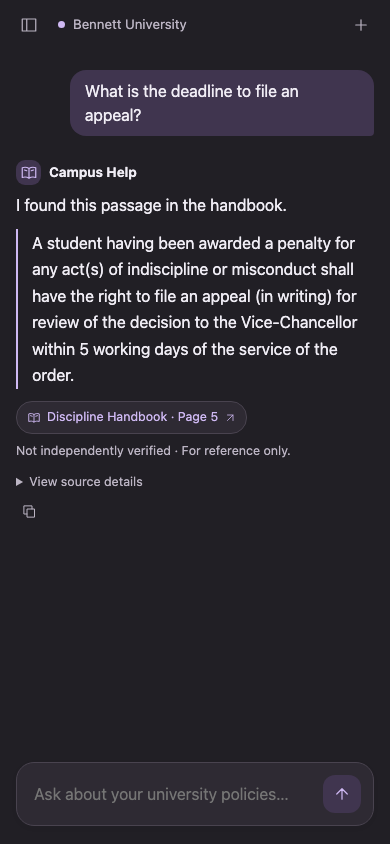 Bennett University
What is the deadline to file an
appeal?
Campus Help
I found this passage in the handbook.
A student having been awarded a penalty for
any act(s) of indiscipline or misconduct shall
have the right to file an appeal (in writing) for
review of the decision to the Vice-Chancellor
within 5 working days of the service of the
order.
Discipline Handbook · Page 5
Not independently verified · For reference only.
View source details
Ask about your university policies...